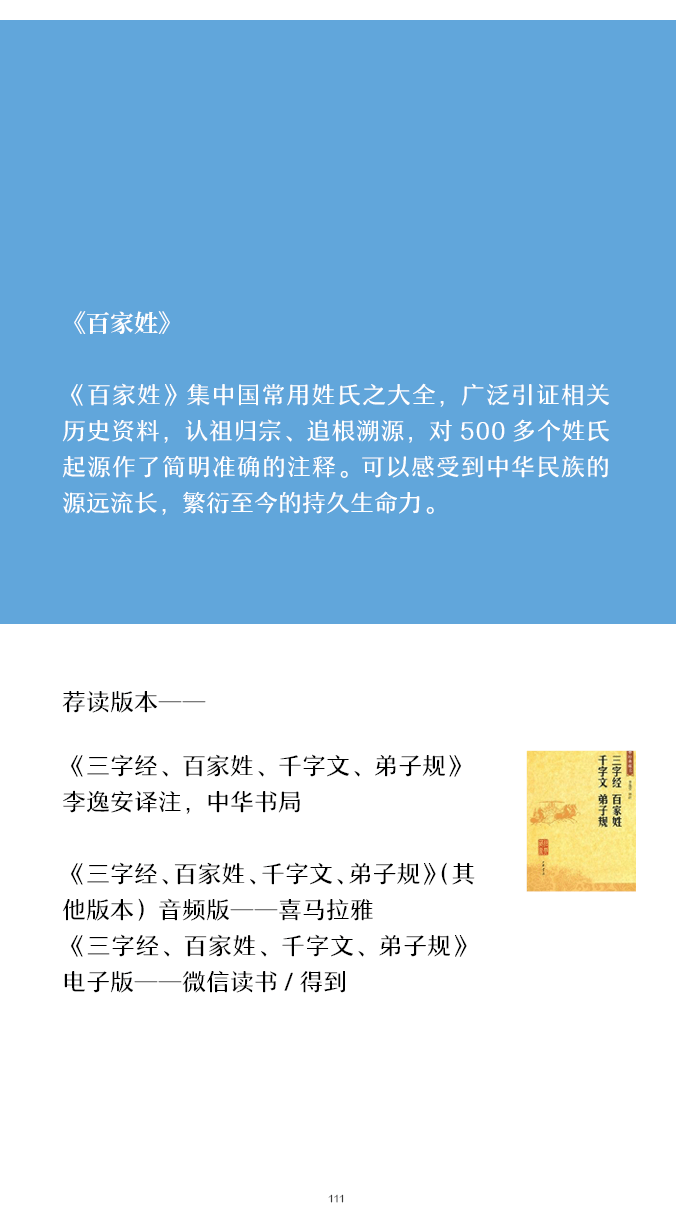 《百家姓》
《百家姓》集中国常用姓氏之大全，广泛引证相关
历史资料，认祖归宗、追根溯源，对 500 多个姓氏
起源作了简明准确的注释。可以感受到中华民族的
源远流长，繁衍至今的持久生命力。
荐读版本——
《三字经、百家姓、千字文、弟子规》
李逸安译注，中华书局
三字经 百家姓
千字文 弟子规
《三字经、百家姓、千字文、弟子规》（其
他版本）音频版——喜马拉雅
《三字经、百家姓、千字文、弟子规》
电子版——微信读书 / 得到
111